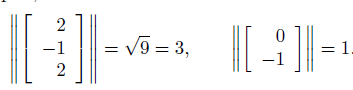 ‖[ 2 -1 2 ]‖ = √9 = 3, ‖[ 0 -1 ]‖ = 1.